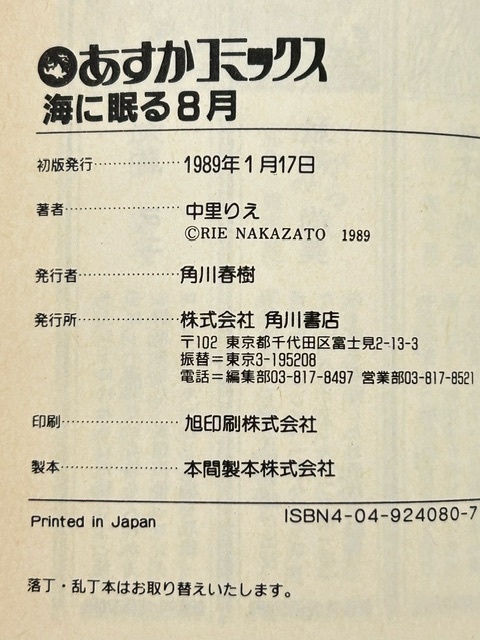 あすかコミックス
海に眠る8月
初版発行………………1989年1月17日
著者………………中里りえ
©RIE NAKAZATO 1989
発行者………………角川春樹
発行所………………株式会社 角川書店
〒102 東京都千代田区富士見2-13-3
振替=東京3-195208
電話=編集部03-817-8497 営業部03-817-8521
印刷………………旭印刷株式会社
製本………………本間製本株式会社
Printed in Japan
ISBN4-04-924080-7
落丁・乱丁本はお取り替えいたします。